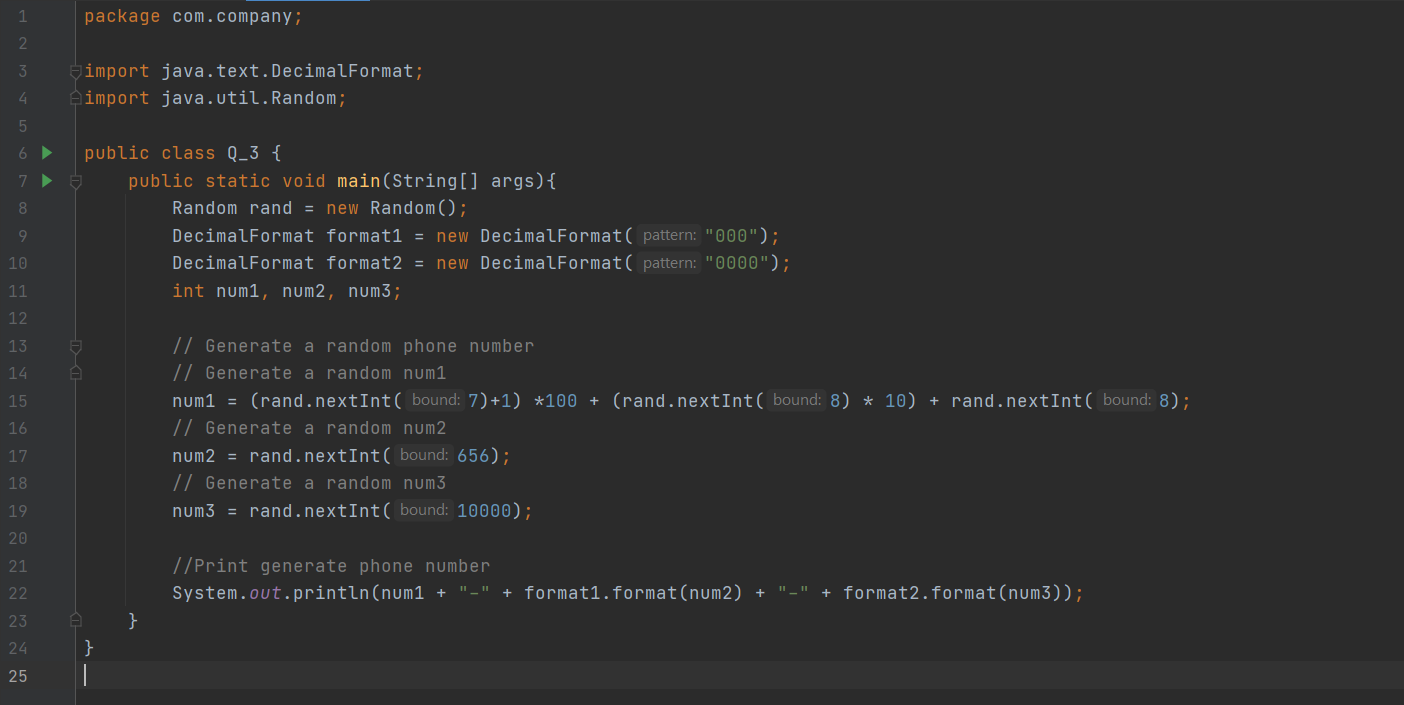 1 package com.company;
2
3 import java.text.DecimalFormat;
4 import java.util.Random;
5
6 public class Q_3 {
7     public static void main(String[] args){
8         Random rand = new Random();
9         DecimalFormat format1 = new DecimalFormat( pattern: "000");
10         DecimalFormat format2 = new DecimalFormat( pattern: "0000");
11         int num1, num2, num3;
12
13         // Generate a random phone number
14         // Generate a random num1
15         num1 = (rand.nextInt( bound: 7)+1) *100 + (rand.nextInt( bound: 8) * 10) + rand.nextInt( bound: 8);
16         // Generate a random num2
17         num2 = rand.nextInt( bound: 656);
18         // Generate a random num3
19         num3 = rand.nextInt( bound: 10000);
20
21         //Print generate phone number
22         System.out.println(num1 + "-" + format1.format(num2) + "-" + format2.format(num3));
23     }
24 }
25